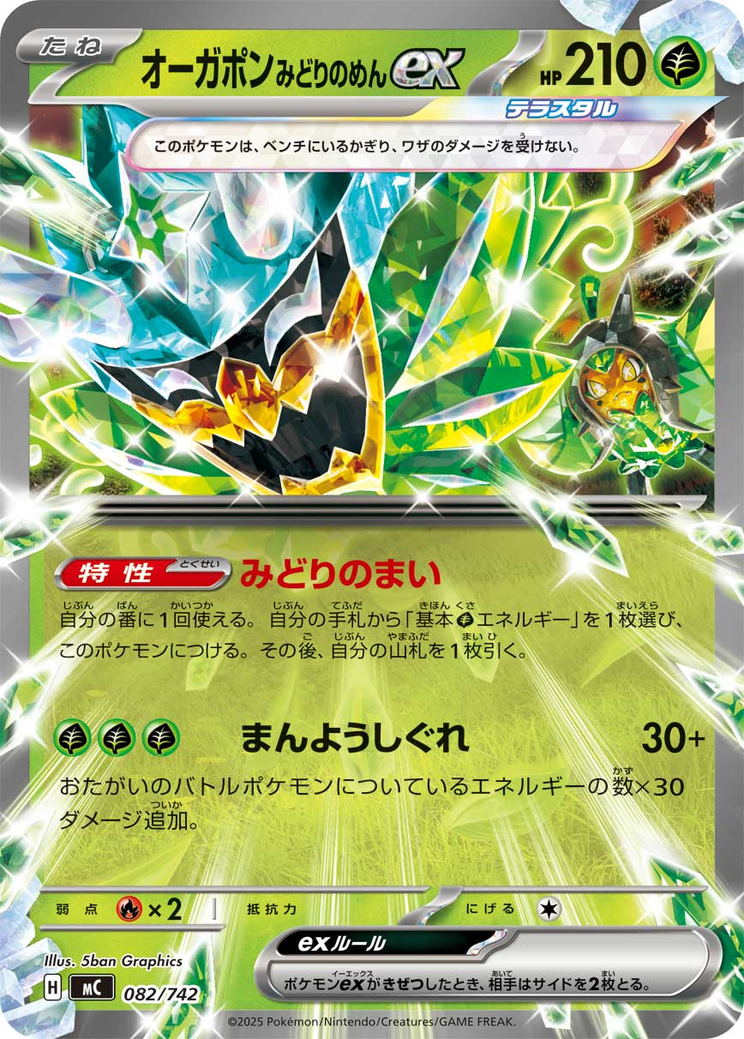 たね
オーガポン みどりのめん ex HP 210
テラスタル
このポケモンは、ベンチにいるかぎり、ワザのダメージを受けない。
特性 みどりのまい
自分の番に1回使える。自分の手札から「基本エネルギー」を1枚選び、
このポケモンにつける。その後、自分の山札を1枚引く。
まんようしぐれ 30+
おたがいのバトルポケモンについているエネルギーの数×30
ダメージ追加。
弱点 ×2 抵抗力 にげる
exルール
ポケモンexがきぜつしたとき、相手はサイドを2枚とる。
Illus. 5ban Graphics
H MC 082/742
©2025 Pokémon/Nintendo/Creatures/GAME FREAK.